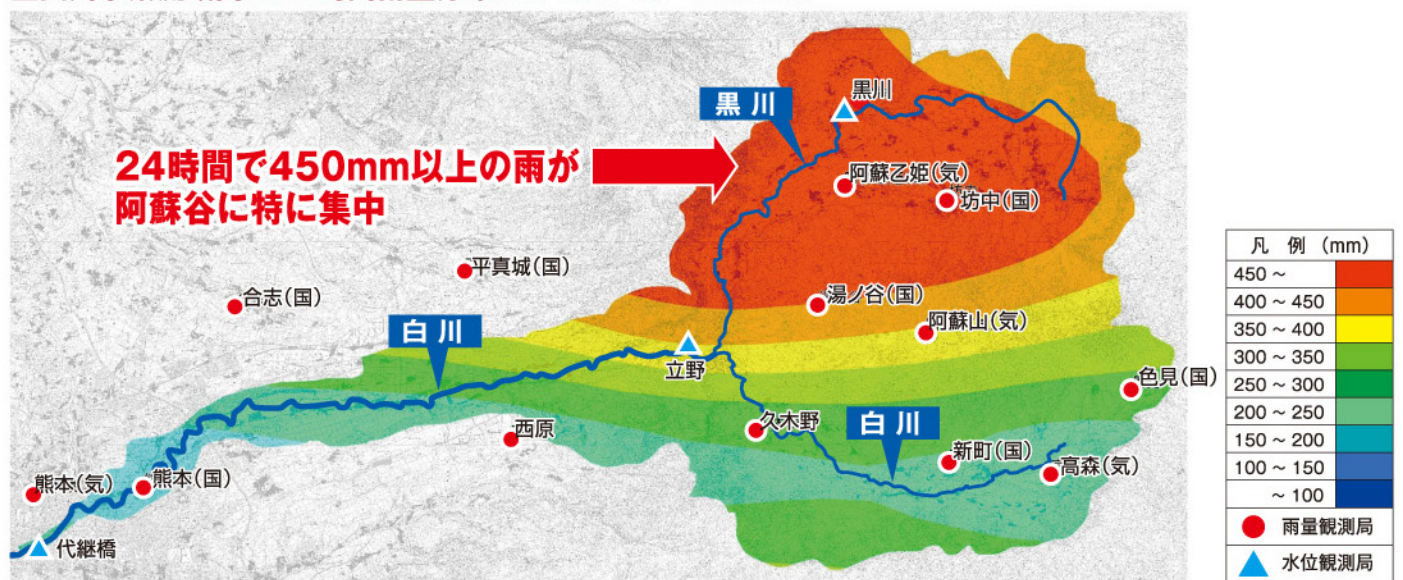 黒川
黒川
24時間で450mm以上の雨が
阿蘇谷に特に集中
阿蘇乙姫(気)
坊中(国)
平真城(国)
合志(国)
湯ノ谷(国)
阿蘇山(気)
白川
立野
色見(国)
久木野
白川
西原
新町(国)
高森(気)
熊本(気)
熊本(国)
代継橋
凡 例 (mm)
450 ~
400 ~ 450
350 ~ 400
300 ~ 350
250 ~ 300
200 ~ 250
150 ~ 200
100 ~ 150
~ 100
雨量観測局
水位観測局